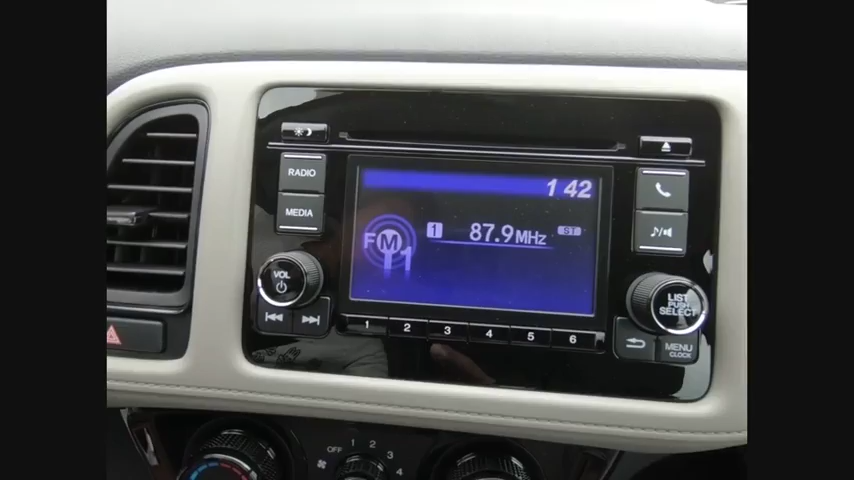 RADIO
MEDIA
1 42
FM 1
1 87.9MHz ST
VOL
LIST
PUSH
SELECT
1 2 3 4 5 6
MENU
CLOCK
OFF 1 2 3 4